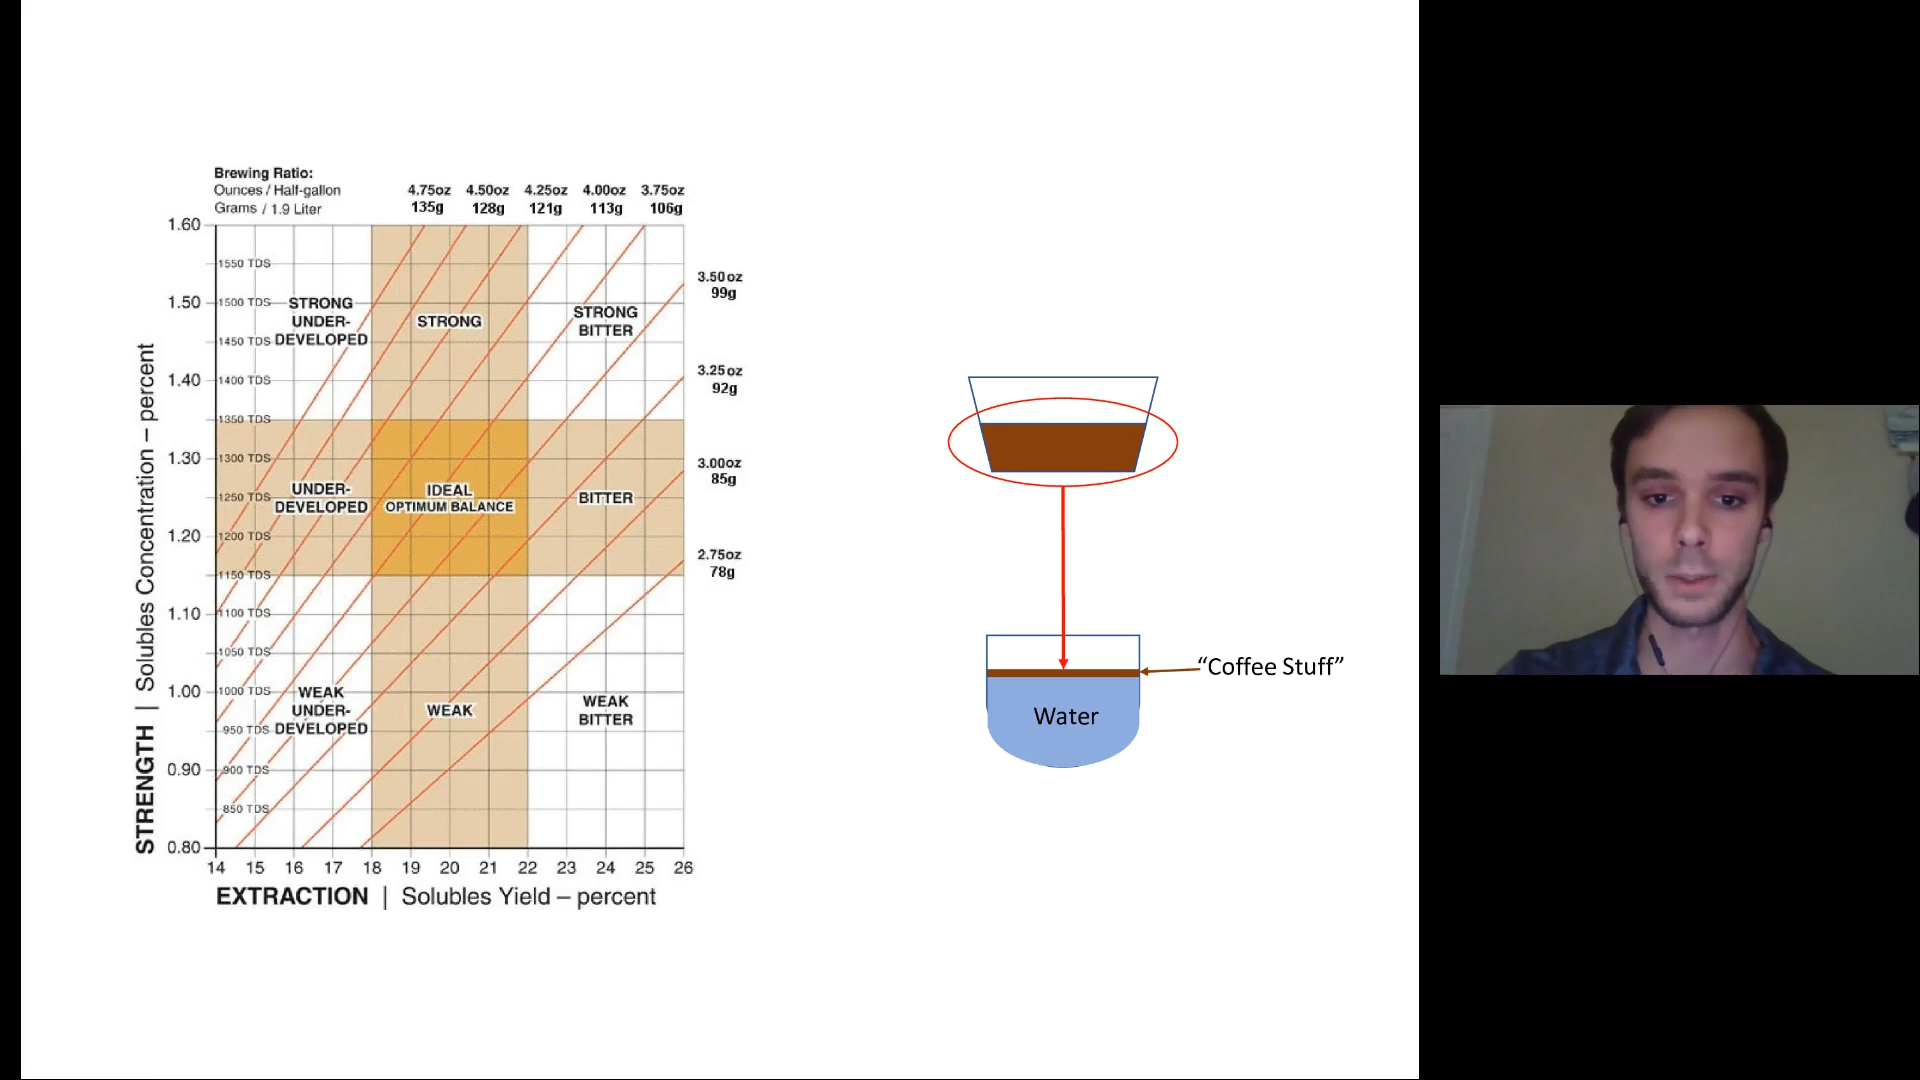 Brewing Ratio:
Ounces / Half-gallon
Grams / 1.9 Liter
4.75oz 4.50oz 4.25oz 4.00oz 3.75oz
135g 128g 121g 113g 106g
3.50oz
99g
3.25oz
92g
3.00oz
85g
2.75oz
78g
STRENGTH | Solubles Concentration – percent
1.60
1.50
1.40
1.30
1.20
1.10
1.00
0.90
0.80
1550 TDS
1500 TDS
1450 TDS
1400 TDS
1350 TDS
1300 TDS
1250 TDS
1200 TDS
1150 TDS
1100 TDS
1050 TDS
1000 TDS
950 TDS
900 TDS
850 TDS
STRONG
UNDER-
DEVELOPED
STRONG
STRONG
BITTER
UNDER-
DEVELOPED
IDEAL
OPTIMUM BALANCE
BITTER
WEAK
UNDER-
DEVELOPED
WEAK
WEAK
BITTER
14 15 16 17 18 19 20 21 22 23 24 25 26
EXTRACTION | Solubles Yield – percent
“Coffee Stuff”
Water